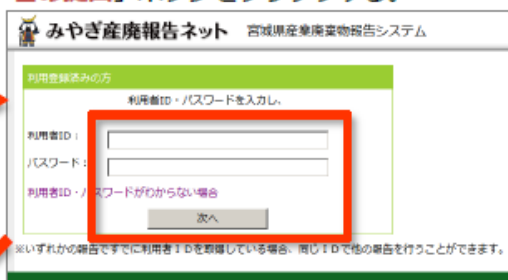 みやぎ産廃報告ネット 宮城県産業廃棄物報告システム
利用登録済みの方
利用者ID・パスワードを入力し、
利用者ID：
パスワード：
利用者ID・パスワードがわからない場合
次へ
※いずれかの報告ですでに利用者IDを取得している場合、同じIDで他の報告を行うことができます。